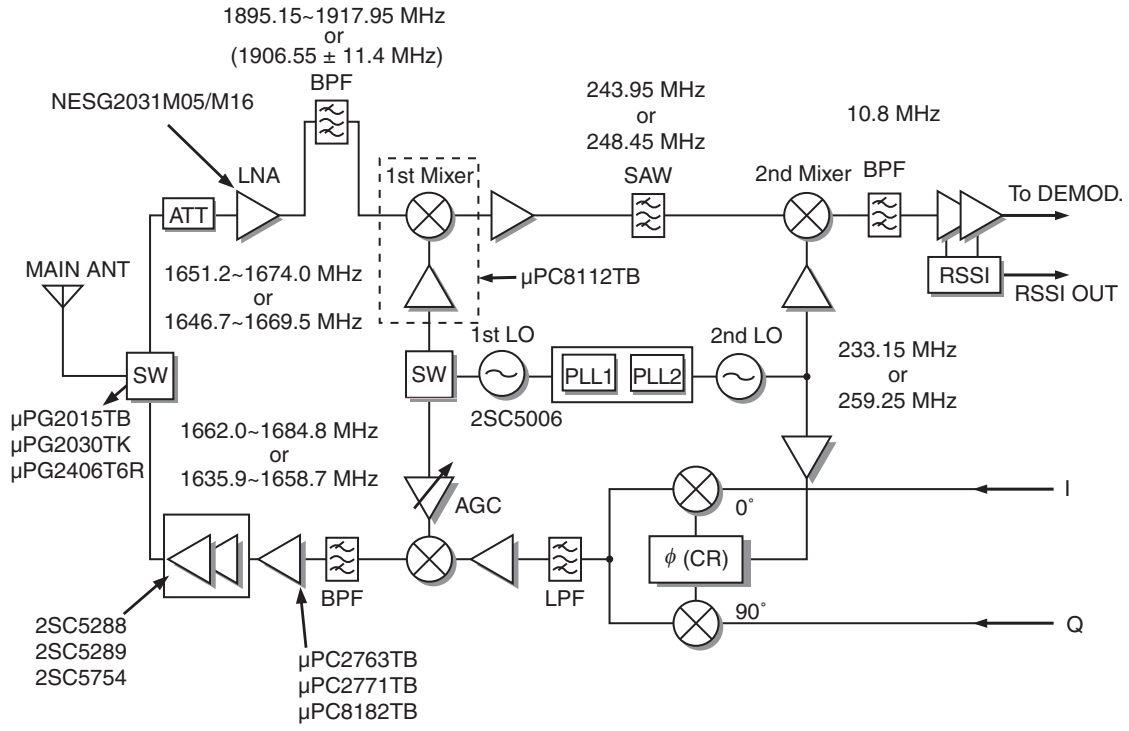 1895.15~1917.95 MHz
or
(1906.55 ± 11.4 MHz)
BPF
NESG2031M05/M16
LNA
ATT
1st Mixer
243.95 MHz
or
248.45 MHz
SAW
10.8 MHz
2nd Mixer
BPF
To DEMOD.
RSSI
RSSI OUT
MAIN ANT
1651.2~1674.0 MHz
or
1646.7~1669.5 MHz
µPC8112TB
SW
µPG2015TB
µPG2030TK
µPG2406T6R
1st LO
SW
2SC5006
PLL1
PLL2
2nd LO
233.15 MHz
or
259.25 MHz
1662.0~1684.8 MHz
or
1635.9~1658.7 MHz
AGC
I
0°
ϕ (CR)
90°
Q
BPF
LPF
2SC5288
2SC5289
2SC5754
µPC2763TB
µPC2771TB
µPC8182TB